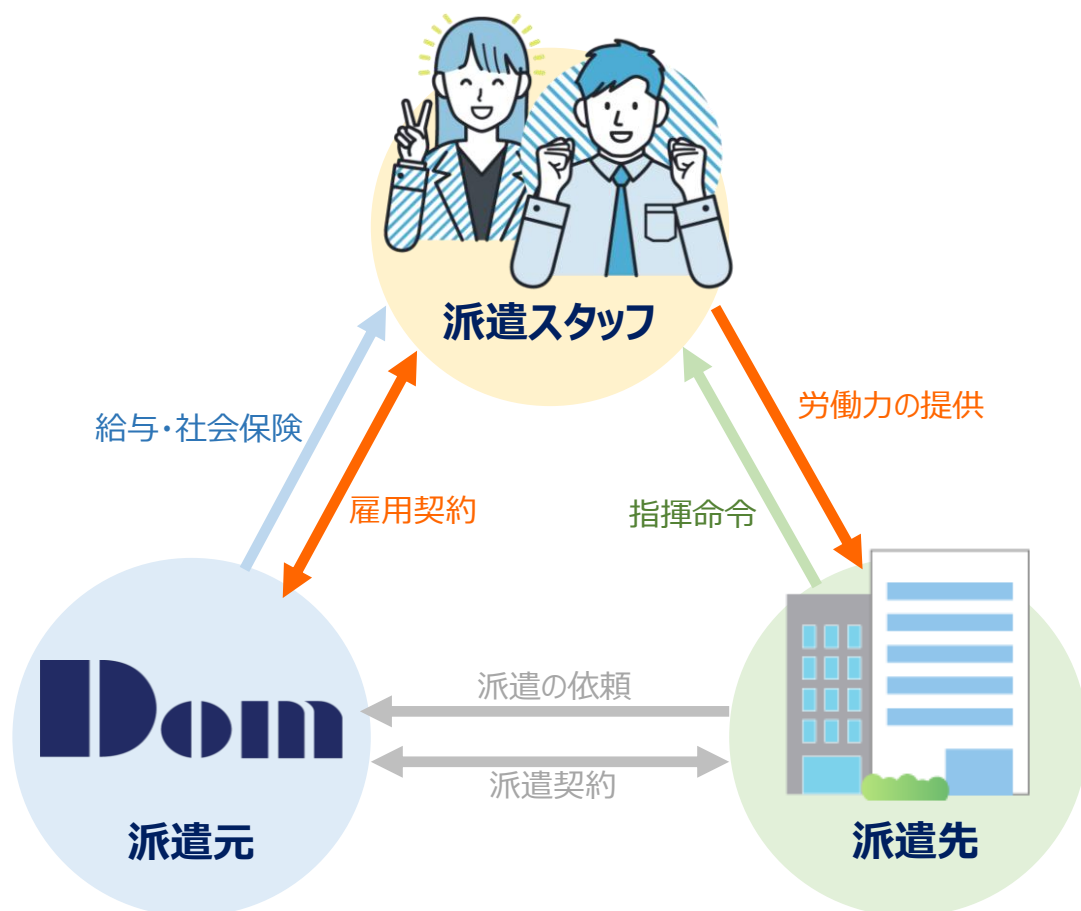 派遣スタッフ
給与・社会保険
労働力の提供
雇用契約
指揮命令
派遣の依頼
Dom
派遣契約
派遣元
派遣先